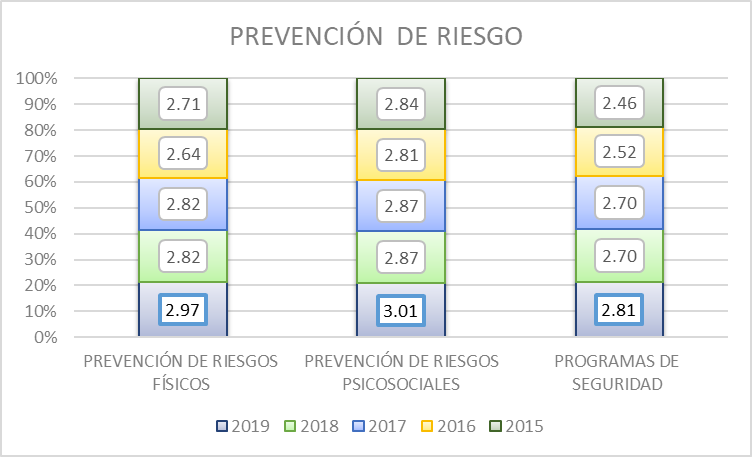 PREVENCIÓN DE RIESGO
100%
90%
80%
70%
60%
50%
40%
30%
20%
10%
0%
2.71 2.84 2.46
2.64 2.81 2.52
2.82 2.87 2.70
2.82 2.87 2.70
2.97 3.01 2.81
PREVENCIÓN DE RIESGOS FÍSICOS
PREVENCIÓN DE RIESGOS PSICOSOCIALES
PROGRAMAS DE SEGURIDAD
2019 2018 2017 2016 2015